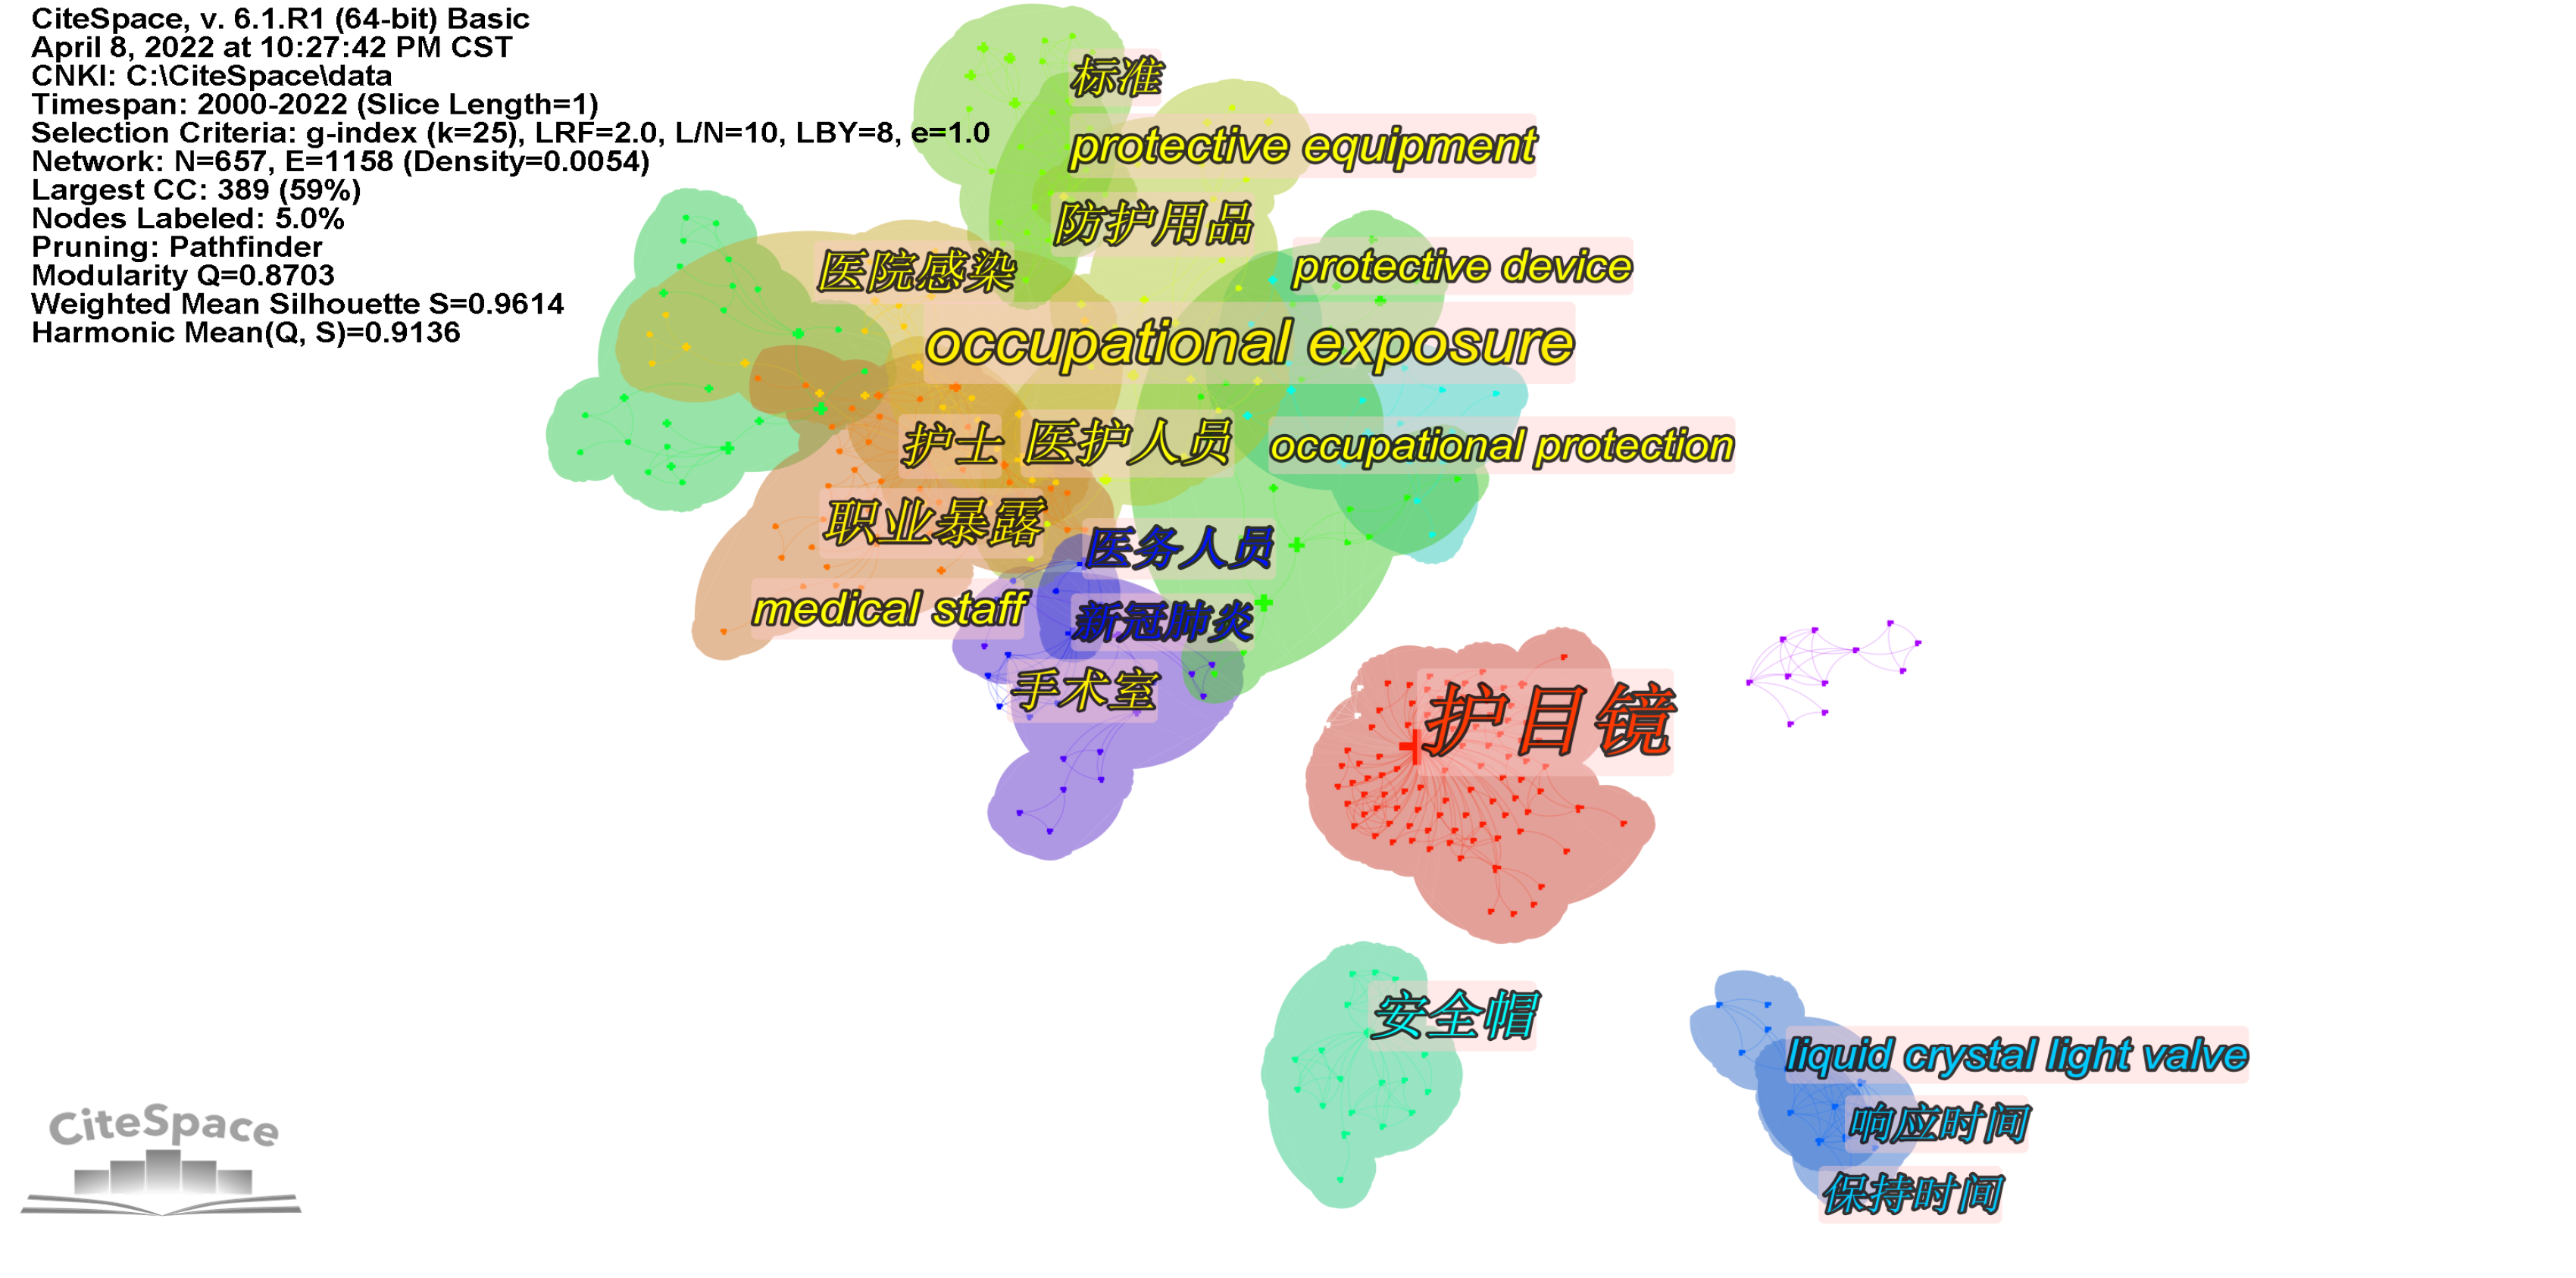 CiteSpace, v. 6.1.R1 (64-bit) Basic
April 8, 2022 at 10:27:42 PM CST
CNKI: C:\CiteSpace\data
Timespan: 2000-2022 (Slice Length=1)
Selection Criteria: g-index (k=25), LRF=2.0, L/N=10, LBY=8, e=1.0
Network: N=657, E=1158 (Density=0.0054)
Largest CC: 389 (59%)
Nodes Labeled: 5.0%
Pruning: Pathfinder
Modularity Q=0.8703
Weighted Mean Silhouette S=0.9614
Harmonic Mean(Q, S)=0.9136
标准
protective equipment
防护用品
医院感染
protective device
occupational exposure
护士
医护人员
occupational protection
职业暴露
医务人员
medical staff
新冠肺炎
手术室
护目镜
安全帽
liquid crystal light valve
响应时间
保持时间
CiteSpace